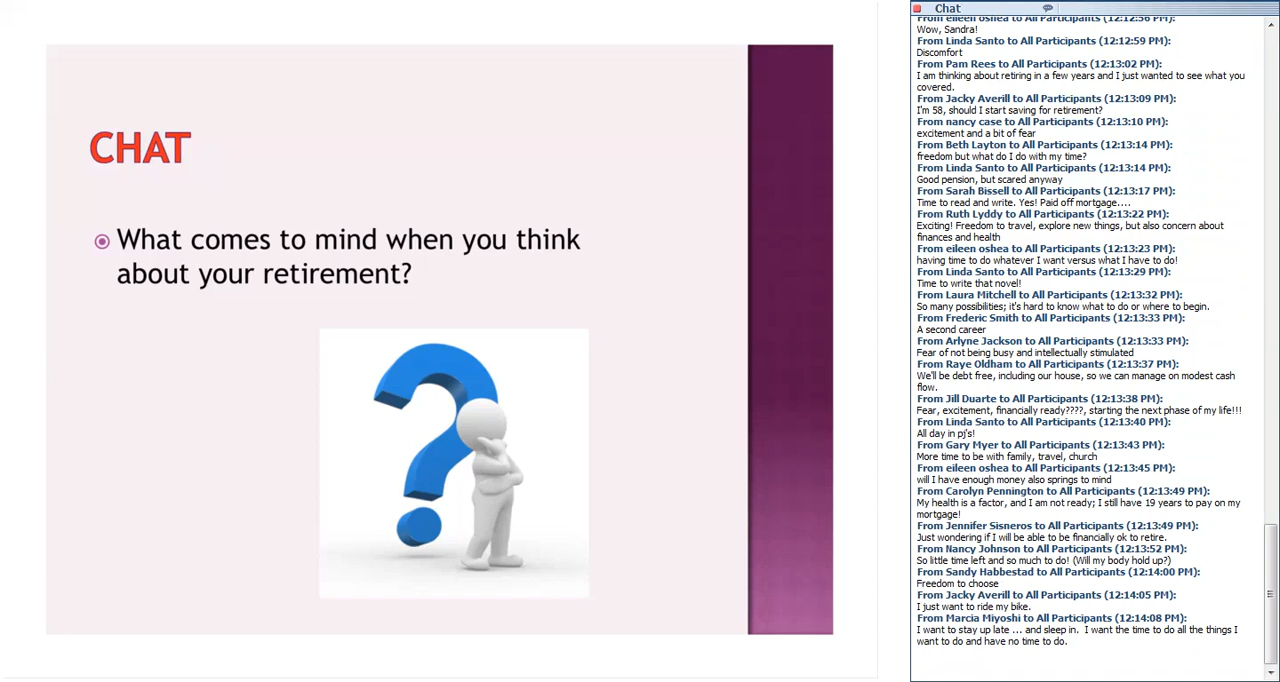 CHAT
What comes to mind when you think
about your retirement?
Chat
From eileen oshea to All Participants (12:12:56 PM):
Wow, Sandra!
From Linda Santo to All Participants (12:12:59 PM):
Discomfort
From Pam Rees to All Participants (12:13:02 PM):
I am thinking about retiring in a few years and I just wanted to see what you
covered.
From Jacky Averill to All Participants (12:13:09 PM):
I'm 58, should I start saving for retirement?
From nancy case to All Participants (12:13:10 PM):
excitement and a bit of fear
From Beth Layton to All Participants (12:13:14 PM):
freedom but what do I do with my time?
From Linda Santo to All Participants (12:13:14 PM):
Good pension, but scared anyway
From Sarah Bissell to All Participants (12:13:17 PM):
Time to read and write. Yes! Paid off mortgage....
From Ruth Lyddy to All Participants (12:13:22 PM):
Exciting! Freedom to travel, explore new things, but also concern about
finances and health
From eileen oshea to All Participants (12:13:23 PM):
having time to do whatever I want versus what I have to do!
From Linda Santo to All Participants (12:13:29 PM):
Time to write that novel!
From Laura Mitchell to All Participants (12:13:32 PM):
So many possibilities; it's hard to know what to do or where to begin.
From Frederic Smith to All Participants (12:13:33 PM):
A second career
From Arlyne Jackson to All Participants (12:13:33 PM):
Fear of not being busy and intellectually stimulated
From Raye Oldham to All Participants (12:13:37 PM):
We'll be debt free, including our house, so we can manage on modest cash
flow.
From Jill Duarte to All Participants (12:13:38 PM):
Fear, excitement, financially ready????, starting the next phase of my life!!!
From Linda Santo to All Participants (12:13:40 PM):
All day in pj's!
From Gary Myer to All Participants (12:13:43 PM):
More time to be with family, travel, church
From eileen oshea to All Participants (12:13:45 PM):
will I have enough money also springs to mind
From Carolyn Pennington to All Participants (12:13:49 PM):
My health is a factor, and I am not ready; I still have 19 years to pay on my
mortgage!
From Jennifer Sisneros to All Participants (12:13:49 PM):
Just wondering if I will be able to be financially ok to retire.
From Nancy Johnson to All Participants (12:13:52 PM):
So little time left and so much to do! (Will my body hold up?)
From Sandy Habbestad to All Participants (12:14:00 PM):
Freedom to choose
From Jacky Averill to All Participants (12:14:05 PM):
I just want to ride my bike.
From Marcia Miyoshi to All Participants (12:14:08 PM):
I want to stay up late ... and sleep in.  I want the time to do all the things I
want to do and have no time to do.